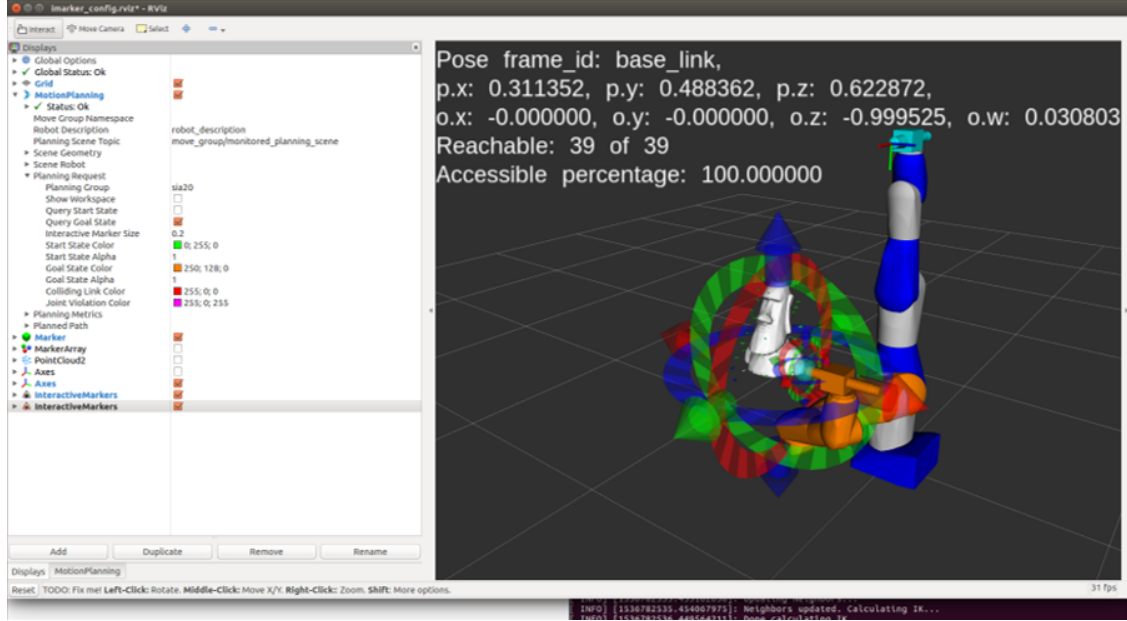 imarker_config.rviz* - RViz
Interact Move Camera Select
Displays
Global Options
Global Status: Ok
Grid
MotionPlanning
Status: Ok
Move Group Namespace
Robot Description robot_description
Planning Scene Topic move_group/monitored_planning_scene
Scene Geometry
Scene Robot
Planning Request
Planning Group sia20
Show Workspace
Query Start State
Query Goal State
Interactive Marker Size 0.2
Start State Color 0; 255; 0
Start State Alpha 1
Goal State Color 250; 128; 0
Goal State Alpha 1
Colliding Link Color 255; 0; 0
Joint Violation Color 255; 0; 255
Planning Metrics
Planned Path
Marker
MarkerArray
PointCloud2
Axes
Axes
InteractiveMarkers
InteractiveMarkers
Add Duplicate Remove Rename
Displays MotionPlanning
Pose frame_id: base_link,
p.x: 0.311352, p.y: 0.488362, p.z: 0.622872,
o.x: -0.000000, o.y: -0.000000, o.z: -0.999525, o.w: 0.030803
Reachable: 39 of 39
Accessible percentage: 100.000000
Reset TODO: Fix me! Left-Click: Rotate. Middle-Click: Move X/Y. Right-Click:: Zoom. Shift: More options. 31 fps
[ INFO] [1536782535.454067975]: Neighbors updated. Calculating IK...
[ INFO] [1536782536.449564211]: Done calculating IK